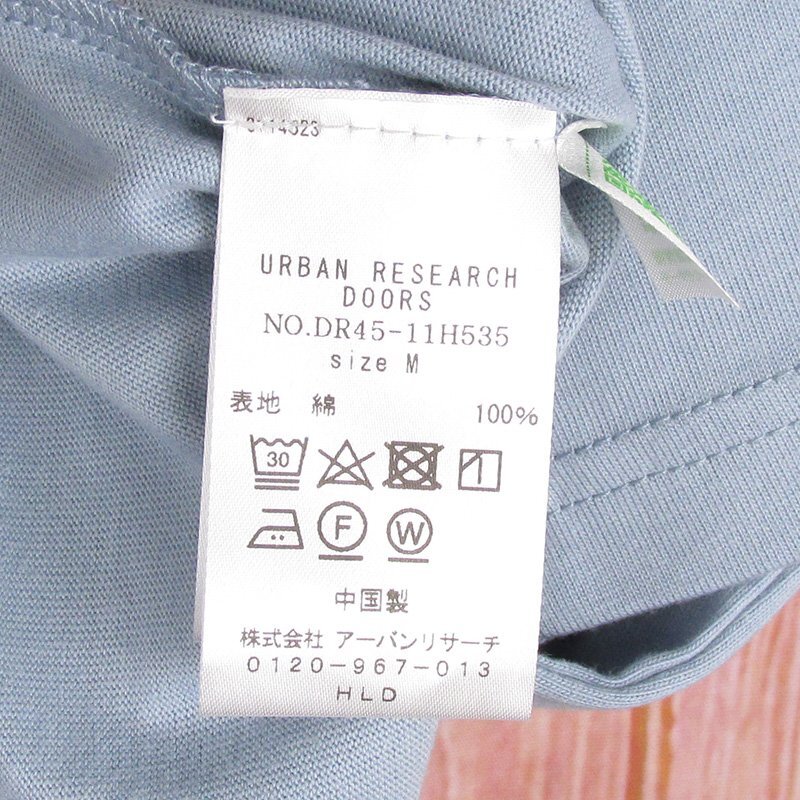 URBAN RESEARCH
DOORS
NO.DR45-11H535
size M
表地 綿 100%
30
F W
中国製
株式会社 アーバンリサーチ
0120-967-013
HLD